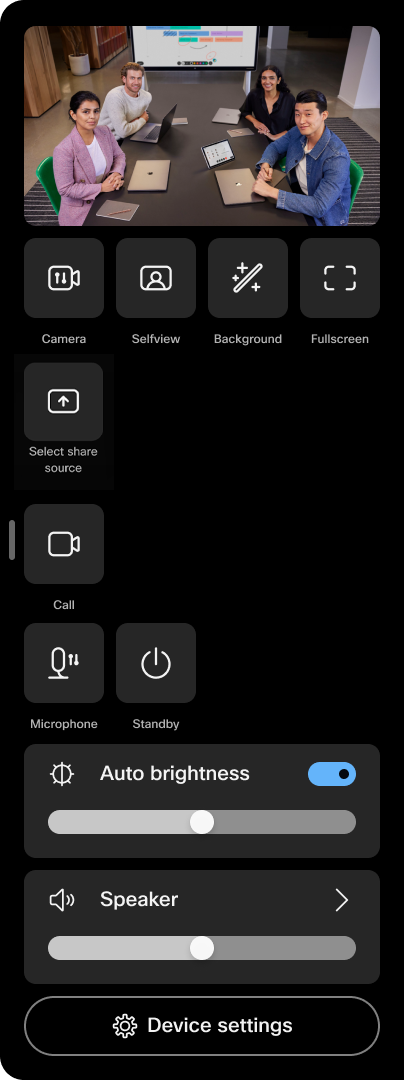 Camera
Selfview
Background
Fullscreen
Select share
source
Call
Microphone
Standby
Auto brightness
Speaker
Device settings